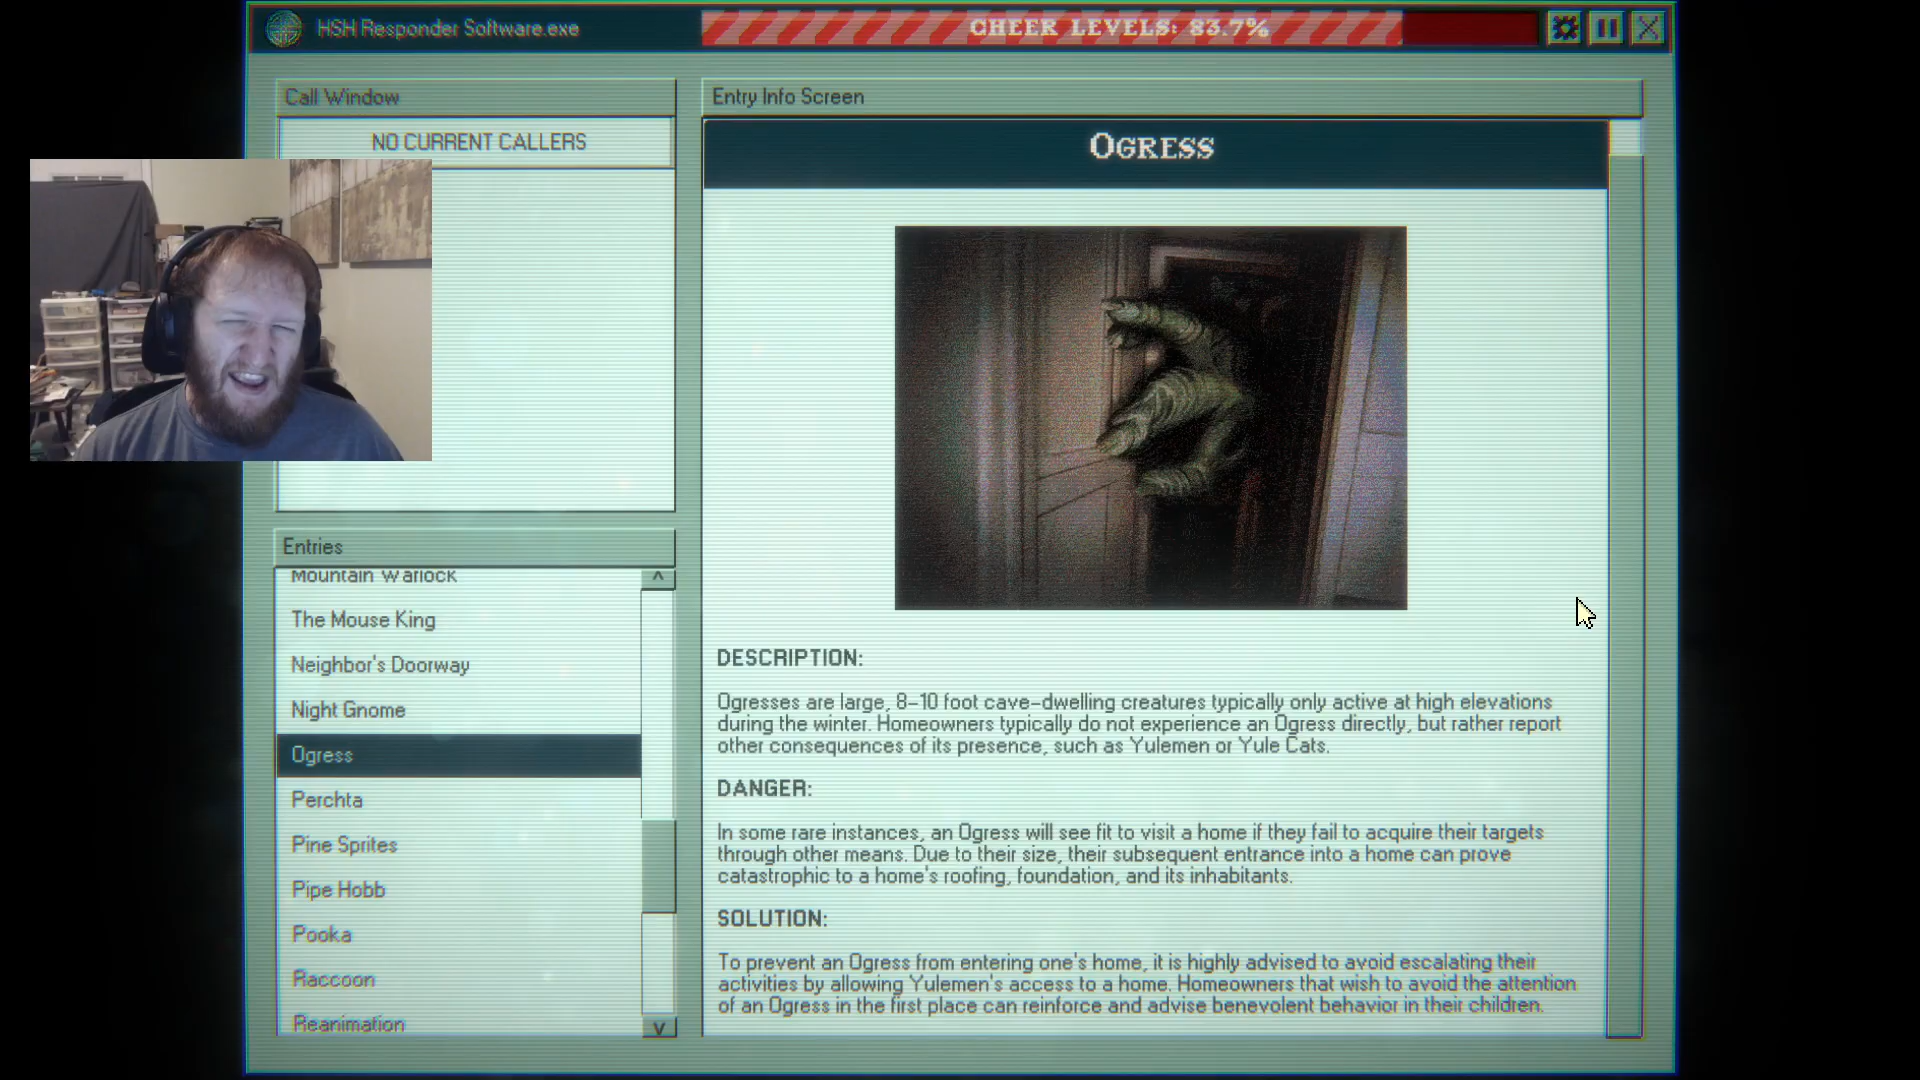 HSH Responder Software.exe
CHEER LEVELS: 83.7%
Call Window
NO CURRENT CALLERS
Entries
Mountain Warlock
The Mouse King
Neighbor's Doorway
Night Gnome
Ogress
Perchta
Pine Sprites
Pipe Hobb
Pooka
Raccoon
Reanimation
Entry Info Screen
OGRESS
DESCRIPTION:
Ogresses are large, 8-10 foot cave-dwelling creatures typically only active at high elevations
during the winter. Homeowners typically do not experience an Ogress directly, but rather report
other consequences of its presence, such as Yulemen or Yule Cats.
DANGER:
In some rare instances, an Ogress will see fit to visit a home if they fail to acquire their targets
through other means. Due to their size, their subsequent entrance into a home can prove
catastrophic to a home's roofing, foundation, and its inhabitants.
SOLUTION:
To prevent an Ogress from entering one's home, it is highly advised to avoid escalating their
activities by allowing Yulemen's access to a home. Homeowners that wish to avoid the attention
of an Ogress in the first place can reinforce and advise benevolent behavior in their children.